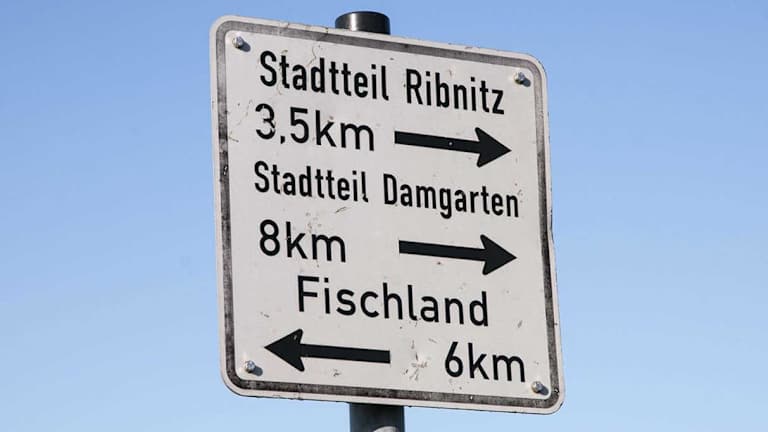 Stadtteil Ribnitz
3,5km
Stadtteil Damgarten
8km
Fischland
6km